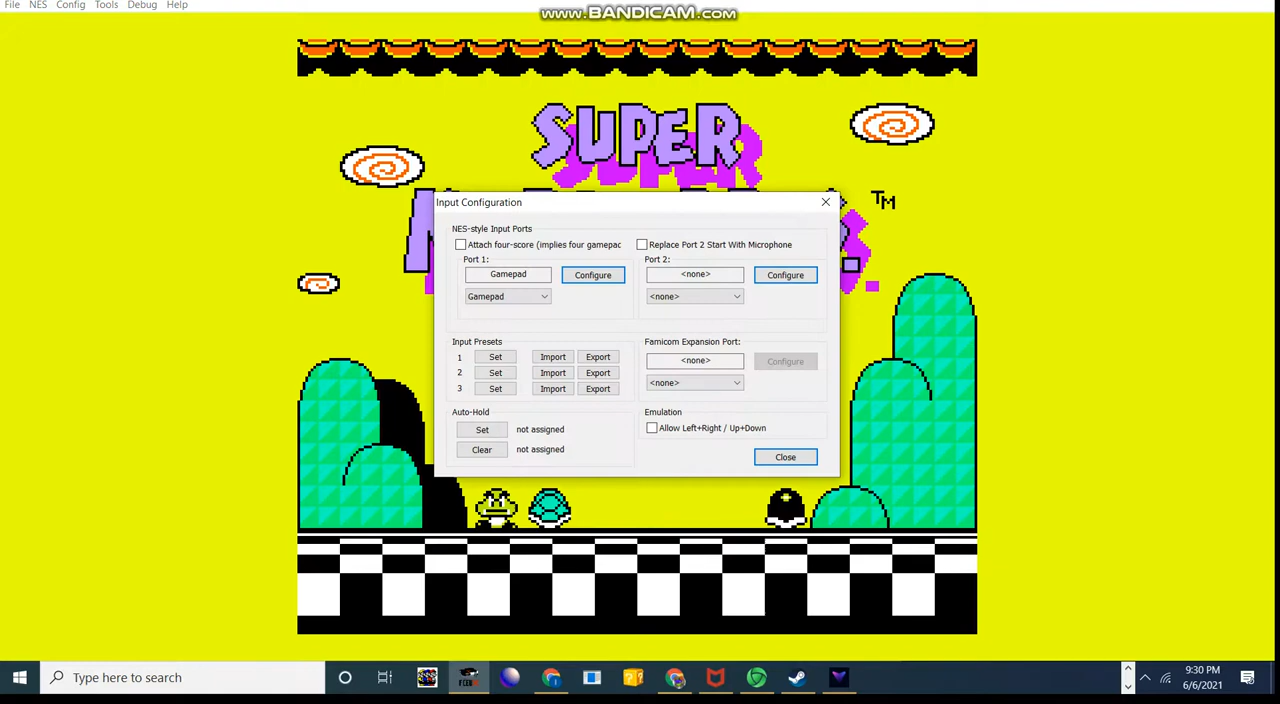 File NES Config Tools Debug Help
www.BANDICAM.com
SUPER
TM
Input Configuration
NES-style Input Ports
Attach four-score (implies four gamepac
Replace Port 2 Start With Microphone
Port 1:
Port 2:
Gamepad
Configure
<none>
Configure
Gamepad
<none>
Input Presets
Famicom Expansion Port:
1 Set Import Export
<none>
Configure
2 Set Import Export
<none>
3 Set Import Export
Auto-Hold
Emulation
Set not assigned
Allow Left+Right / Up+Down
Clear not assigned
Close
Type here to search
9:30 PM
6/6/2021